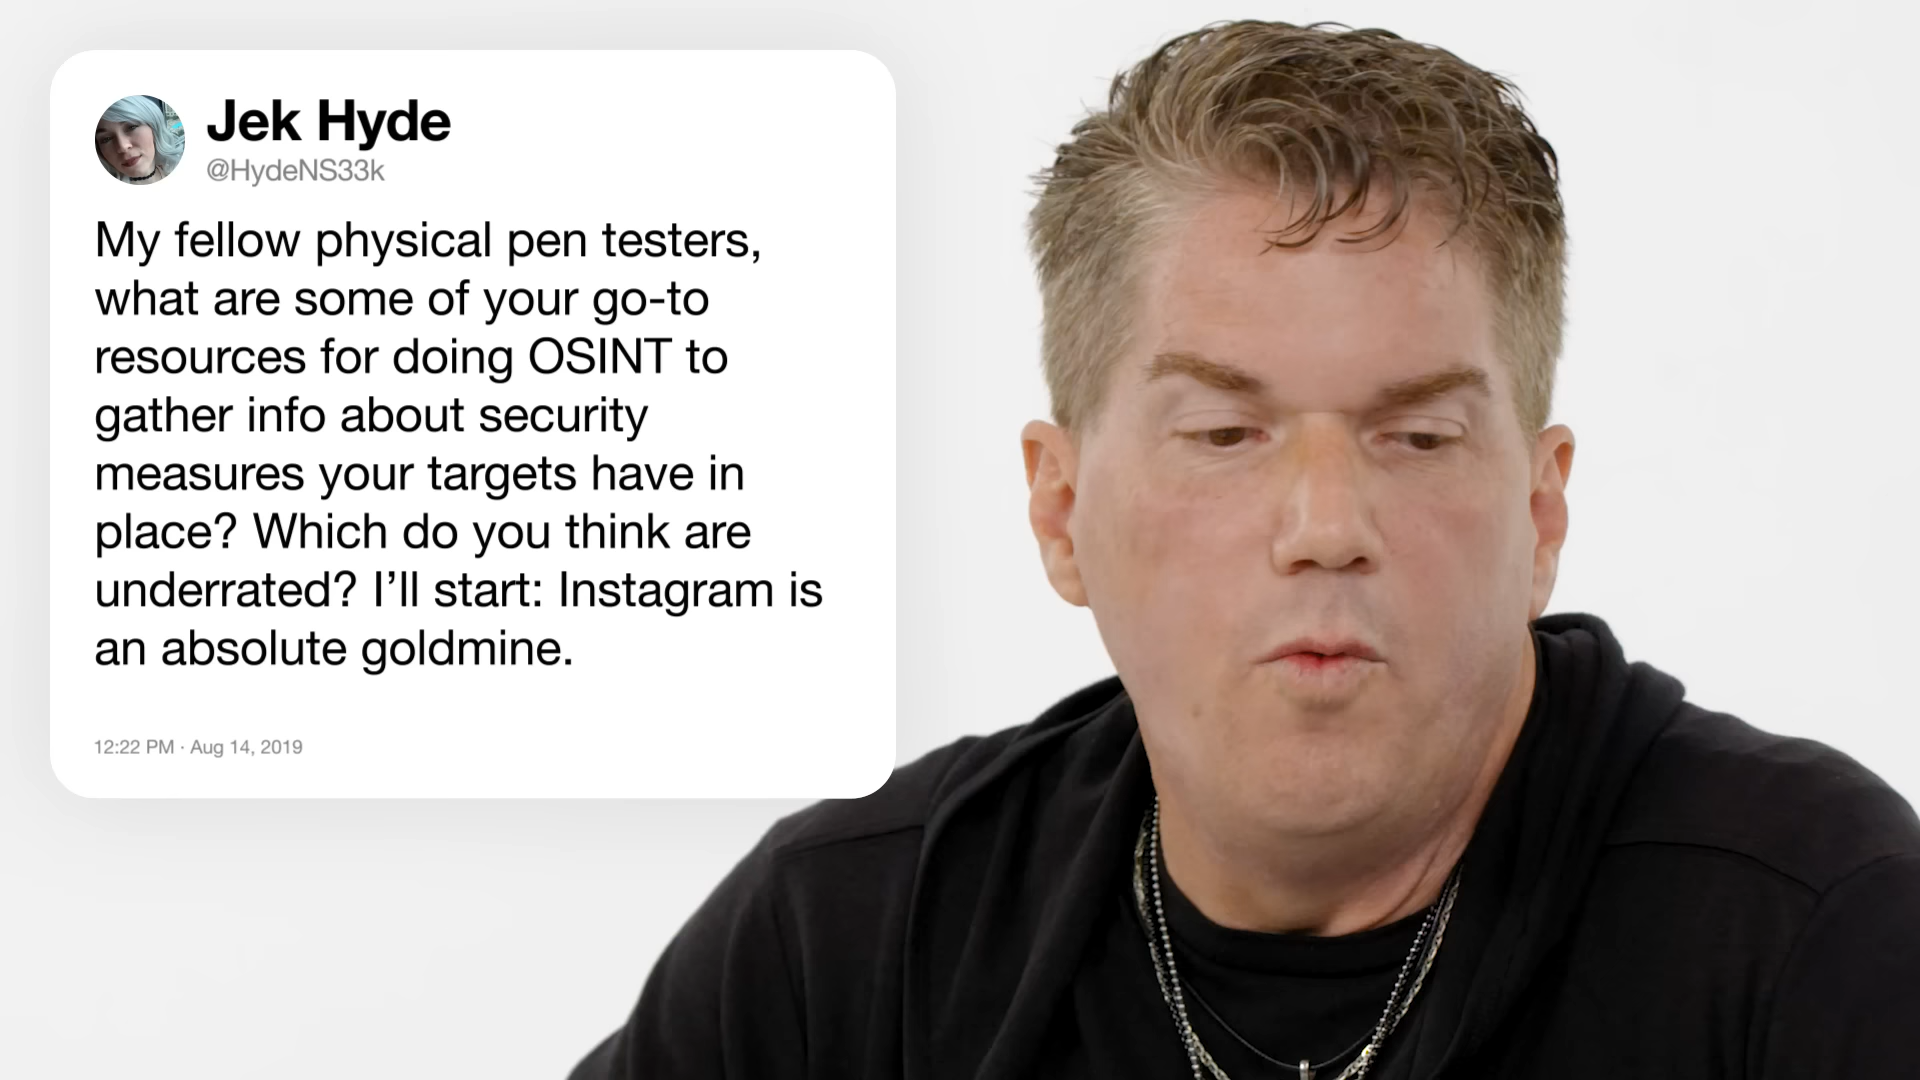 Jek Hyde
@HydeNS33k
My fellow physical pen testers,
what are some of your go-to
resources for doing OSINT to
gather info about security
measures your targets have in
place? Which do you think are
underrated? I’ll start: Instagram is
an absolute goldmine.
12:22 PM · Aug 14, 2019